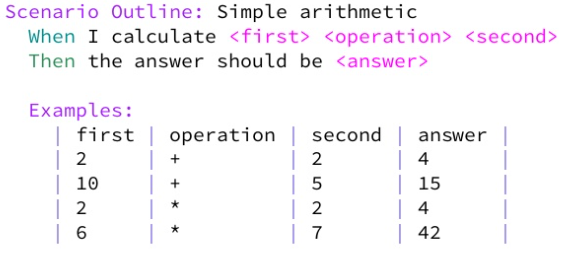 Scenario Outline: Simple arithmetic
When I calculate <first> <operation> <second>
Then the answer should be <answer>
Examples:
| first | operation | second | answer |
| 2 | + | 2 | 4 |
| 10 | + | 5 | 15 |
| 2 | * | 2 | 4 |
| 6 | * | 7 | 42 |